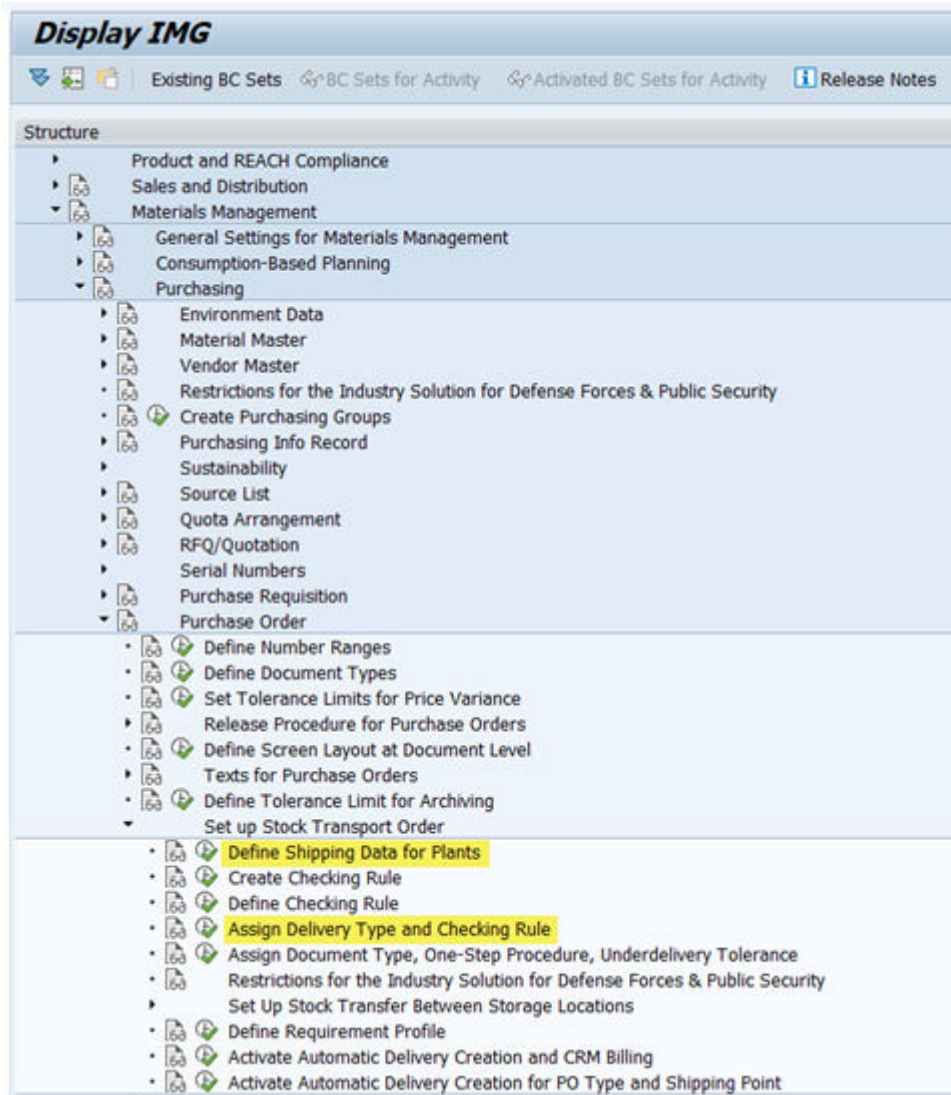 Display IMG
Existing BC Sets BC Sets for Activity Activated BC Sets for Activity Release Notes
Structure
Product and REACH Compliance
Sales and Distribution
Materials Management
General Settings for Materials Management
Consumption-Based Planning
Purchasing
Environment Data
Material Master
Vendor Master
Restrictions for the Industry Solution for Defense Forces & Public Security
Create Purchasing Groups
Purchasing Info Record
Sustainability
Source List
Quota Arrangement
RFQ/Quotation
Serial Numbers
Purchase Requisition
Purchase Order
Define Number Ranges
Define Document Types
Set Tolerance Limits for Price Variance
Release Procedure for Purchase Orders
Define Screen Layout at Document Level
Texts for Purchase Orders
Define Tolerance Limit for Archiving
Set up Stock Transport Order
Define Shipping Data for Plants
Create Checking Rule
Define Checking Rule
Assign Delivery Type and Checking Rule
Assign Document Type, One-Step Procedure, Underdelivery Tolerance
Restrictions for the Industry Solution for Defense Forces & Public Security
Set Up Stock Transfer Between Storage Locations
Define Requirement Profile
Activate Automatic Delivery Creation and CRM Billing
Activate Automatic Delivery Creation for PO Type and Shipping Point